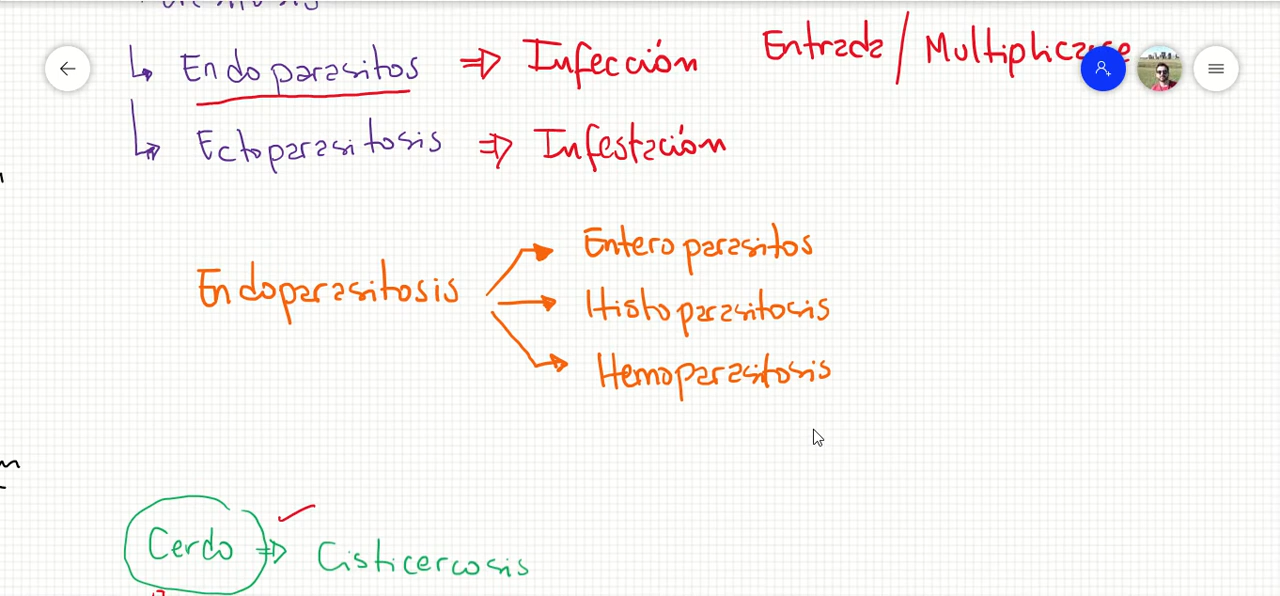 Endoparasitos ⇒ Infección Entrada / Multiplicarse
Ectoparasitosis ⇒ Infestación
Endoparasitosis
Enteroparasitos
Histoparasitosis
Hemoparasitosis
Cerdo ⇒ Cisticercosis